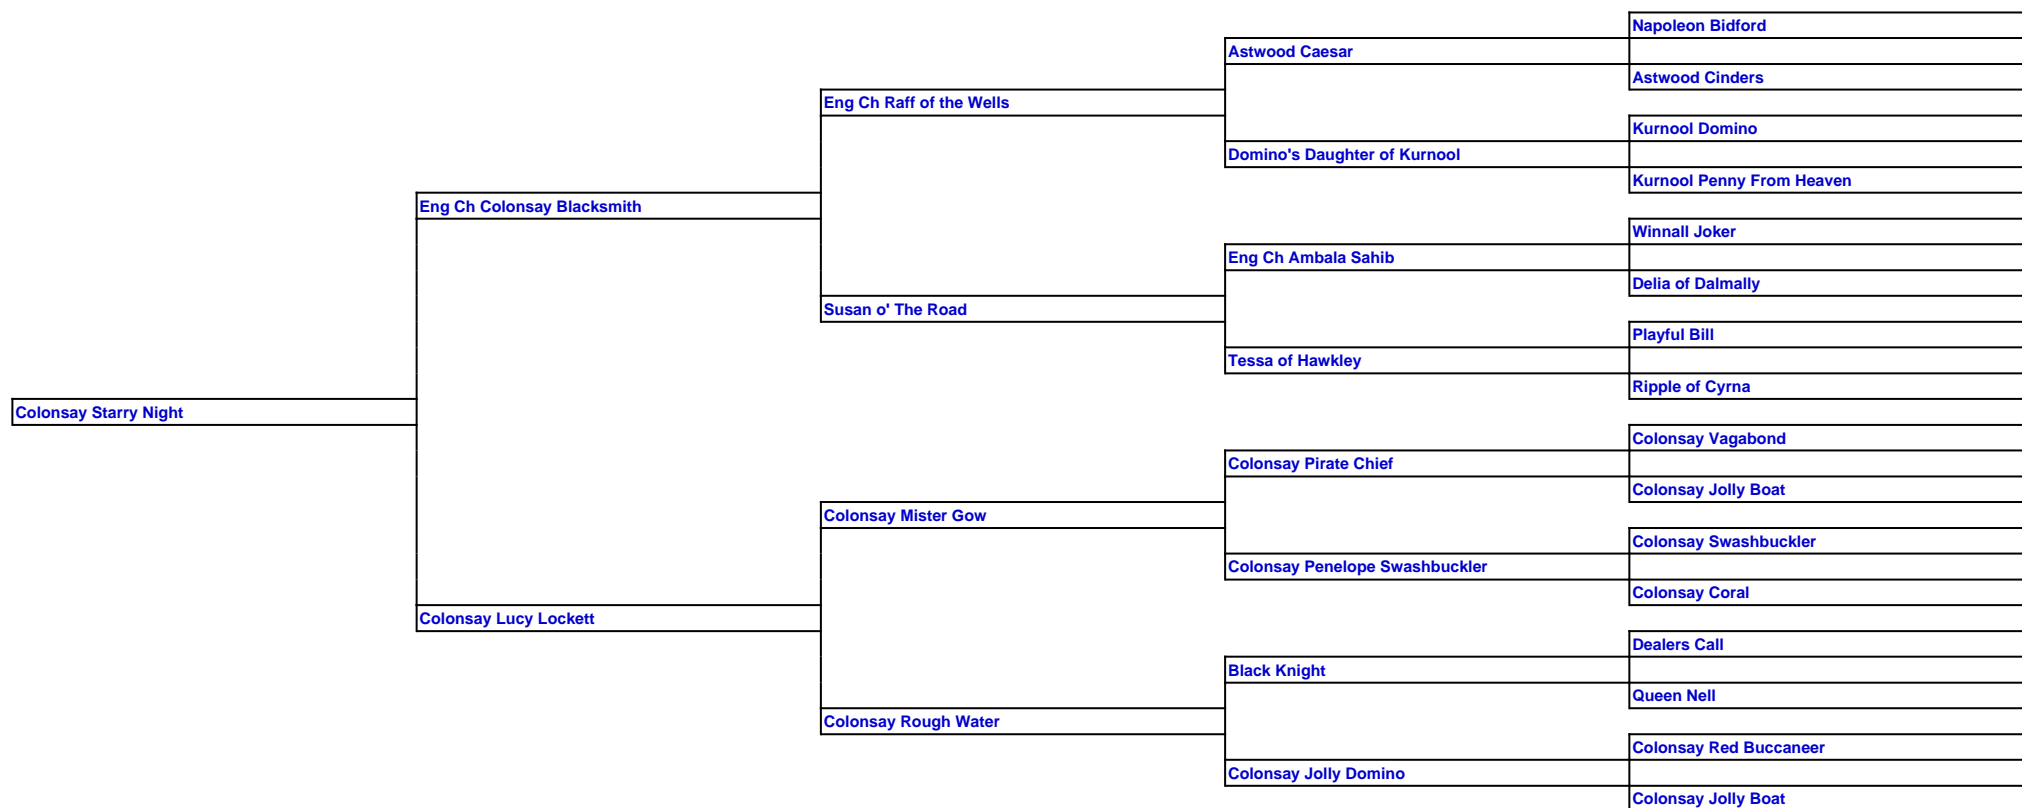 Napoleon Bidford
Astwood Caesar
Astwood Cinders
Eng Ch Raff of the Wells
Kurnool Domino
Domino's Daughter of Kurnool
Kurnool Penny From Heaven
Eng Ch Colonsay Blacksmith
Winnall Joker
Eng Ch Ambala Sahib
Delia of Dalmally
Susan o' The Road
Playful Bill
Tessa of Hawkley
Ripple of Cyrna
Colonsay Starry Night
Colonsay Vagabond
Colonsay Pirate Chief
Colonsay Jolly Boat
Colonsay Mister Gow
Colonsay Swashbuckler
Colonsay Penelope Swashbuckler
Colonsay Coral
Colonsay Lucy Lockett
Dealers Call
Black Knight
Queen Nell
Colonsay Rough Water
Colonsay Red Buccaneer
Colonsay Jolly Domino
Colonsay Jolly Boat